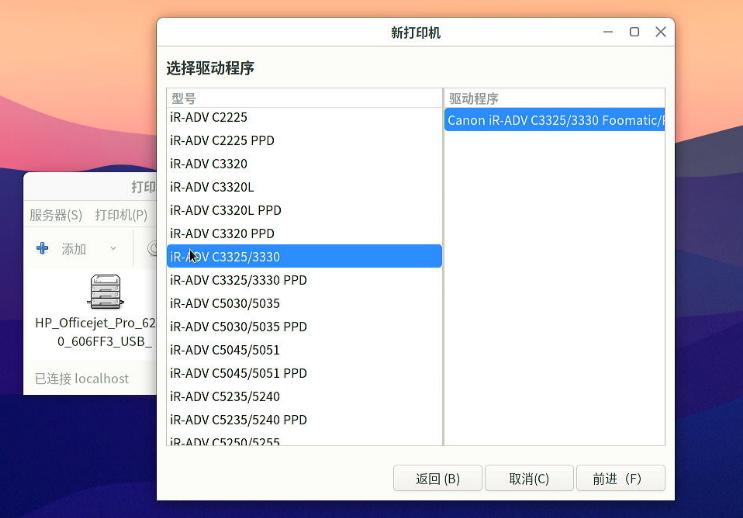 新打印机
选择驱动程序
型号
驱动程序
iR-ADV C2225
iR-ADV C2225 PPD
iR-ADV C3320
iR-ADV C3320L
iR-ADV C3320L PPD
iR-ADV C3320 PPD
iR-ADV C3325/3330
iR-ADV C3325/3330 PPD
iR-ADV C5030/5035
iR-ADV C5030/5035 PPD
iR-ADV C5045/5051
iR-ADV C5045/5051 PPD
iR-ADV C5235/5240
iR-ADV C5235/5240 PPD
iR-ADV C5250/5255
Canon iR-ADV C3325/3330 Foomatic/
返回 (B)
取消(C)
前进 （F）
打印
服务器(S) 打印机(P)
添加
HP_Officejet_Pro_62
0_606FF3_USB_
已连接 localhost